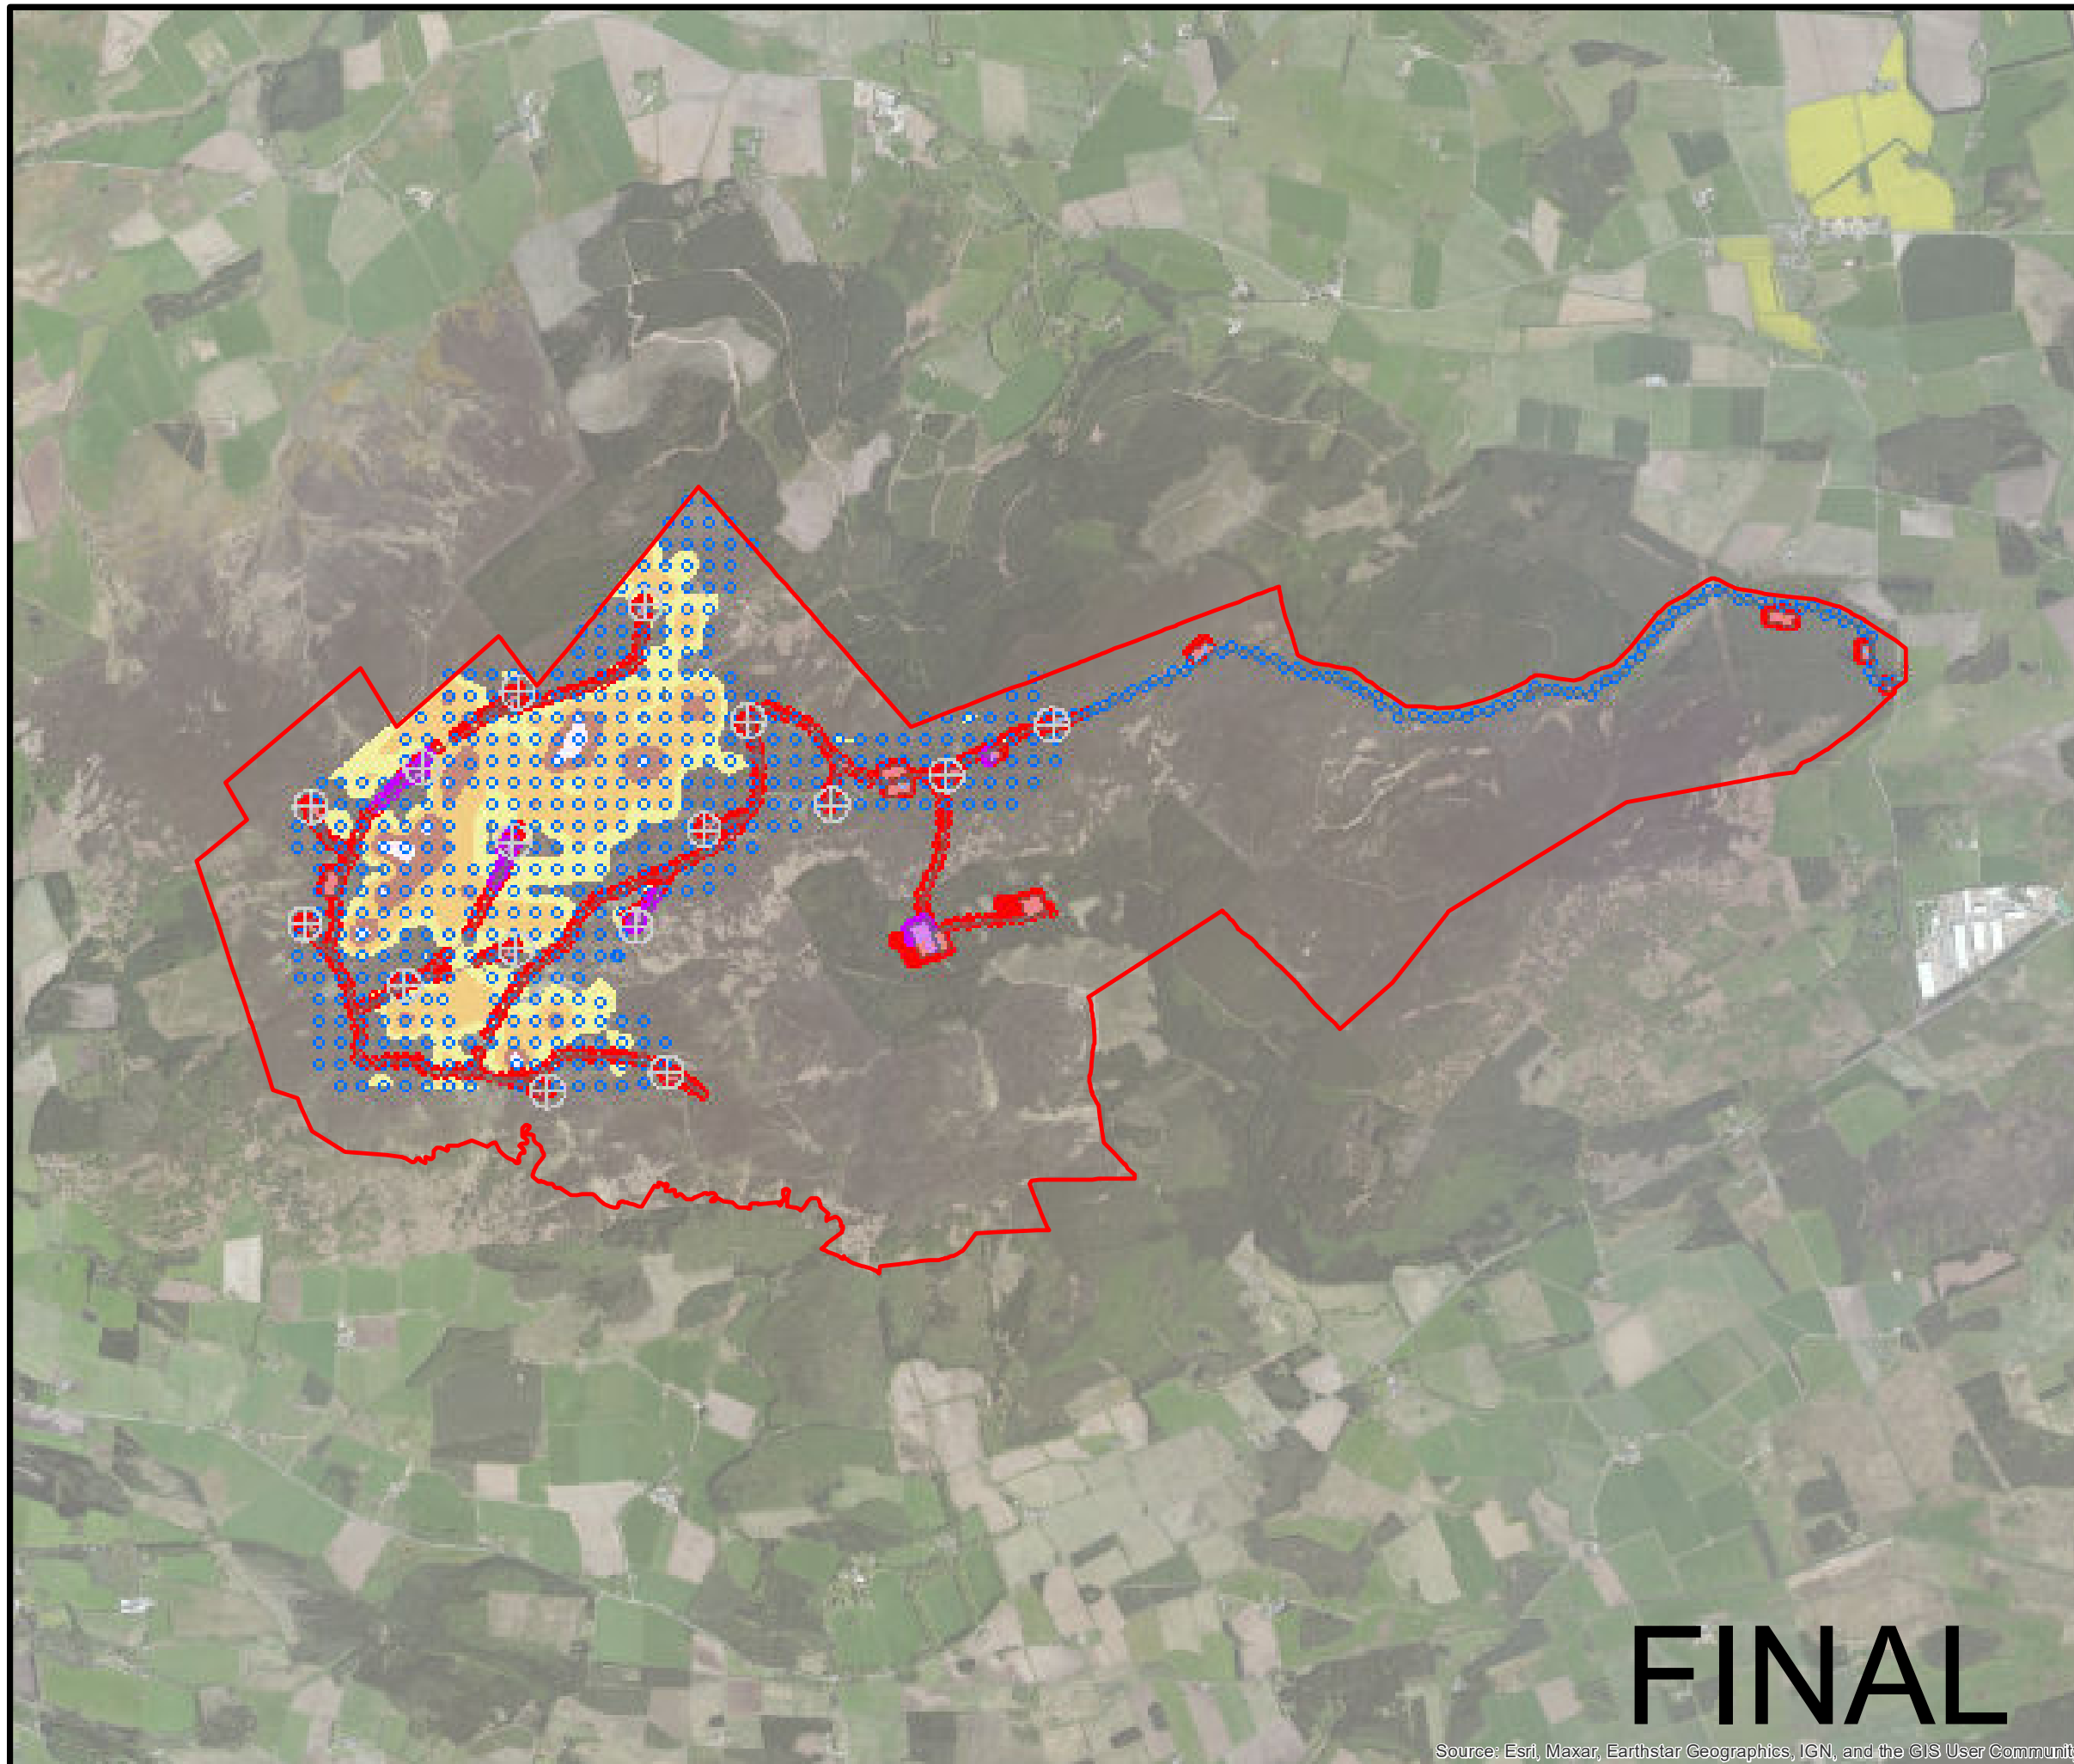 FINAL
Source: Esri, Maxar, Earthstar Geographics, IGN, and the GIS User Communit